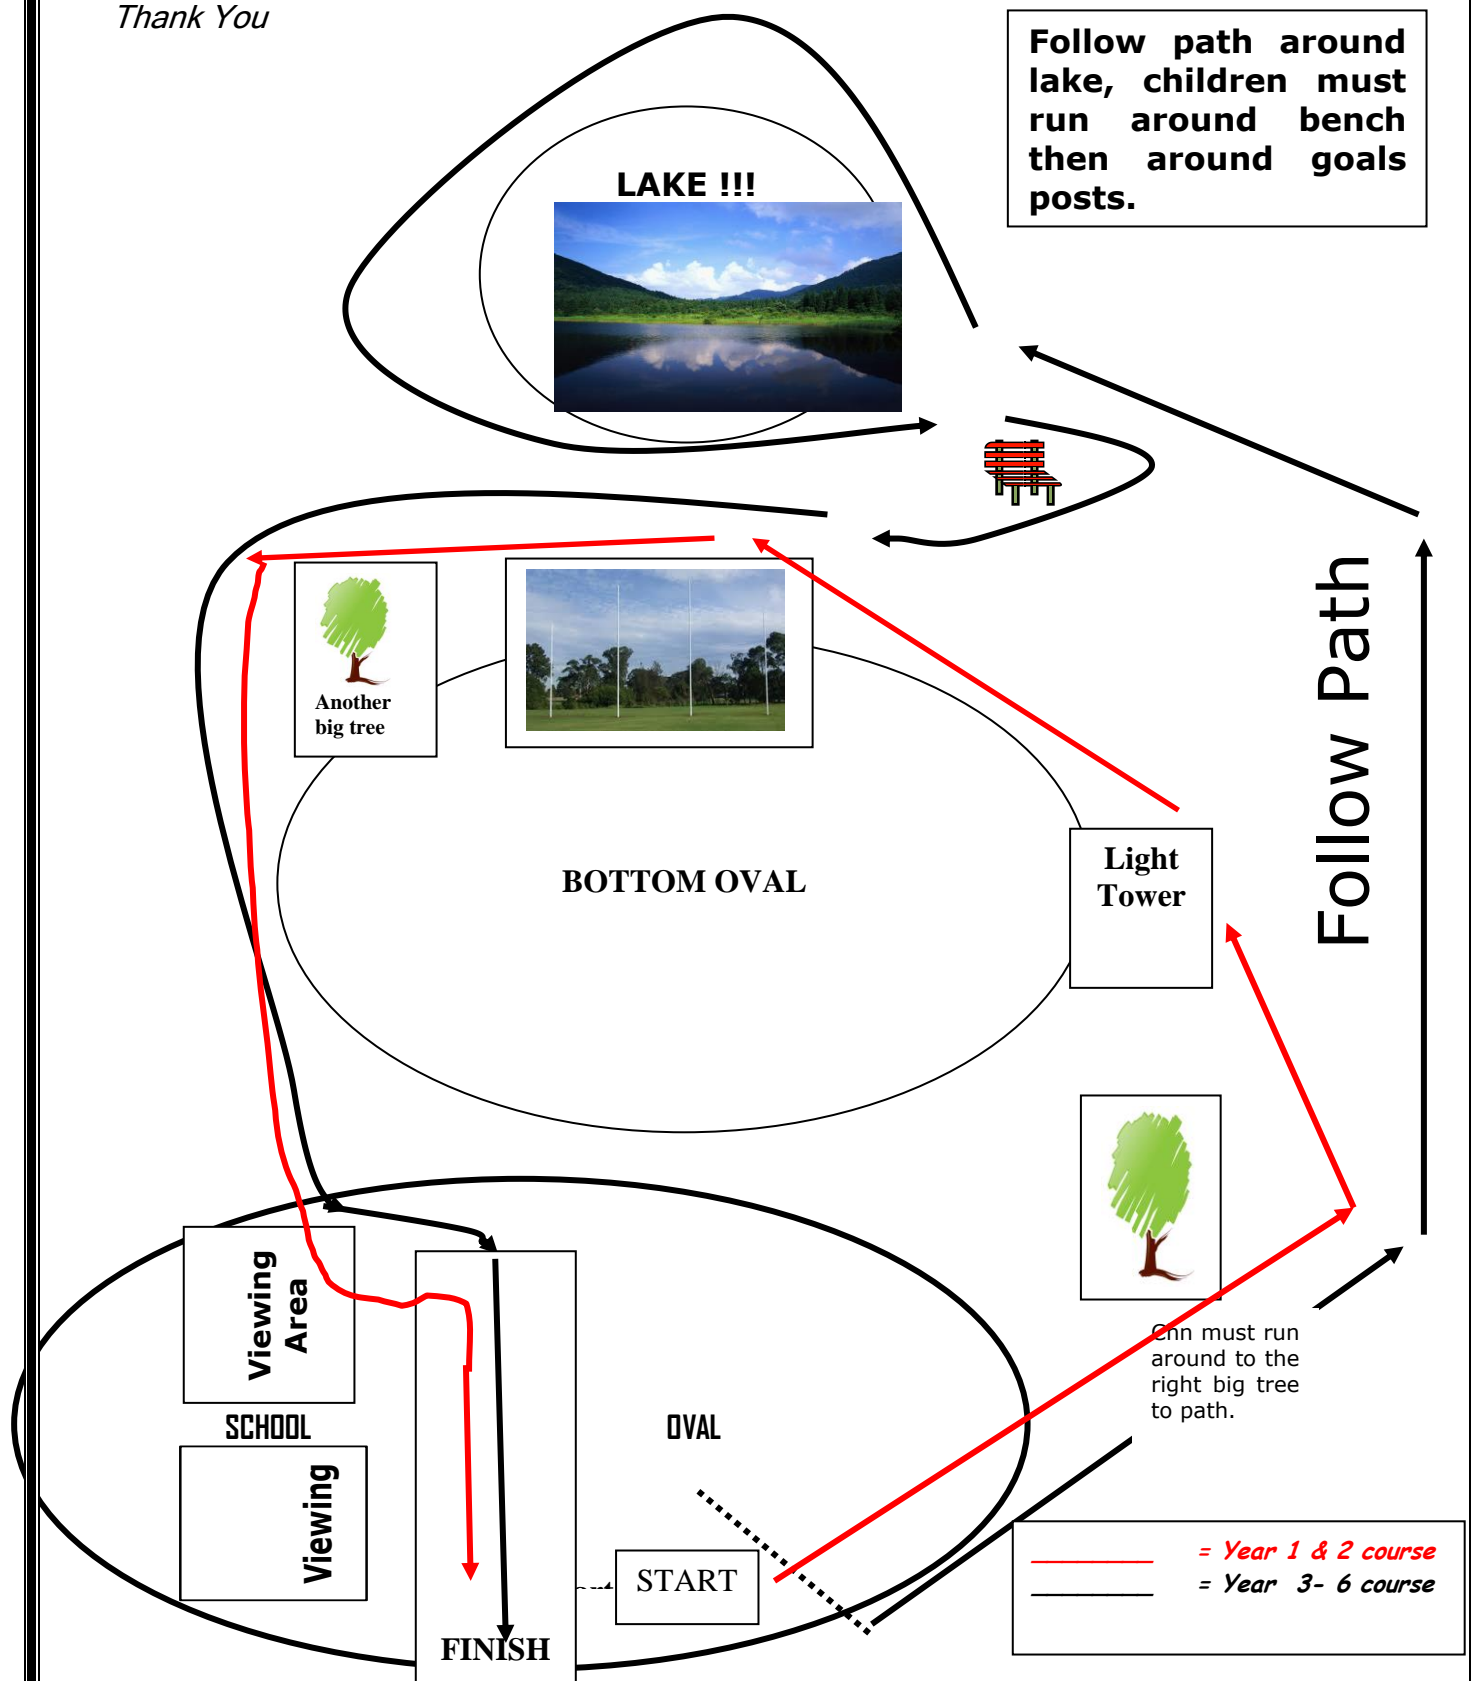 Thank You
Follow path around
lake, children must
run around bench
then around goals
posts.
LAKE !!!
Follow Path
Another
big tree
BOTTOM OVAL
Light
Tower
Viewing
Area
Chn must run
around to the
right big tree
to path.
SCHOOL
OVAL
Viewing
START
FINISH
= Year 1 & 2 course
= Year 3- 6 course